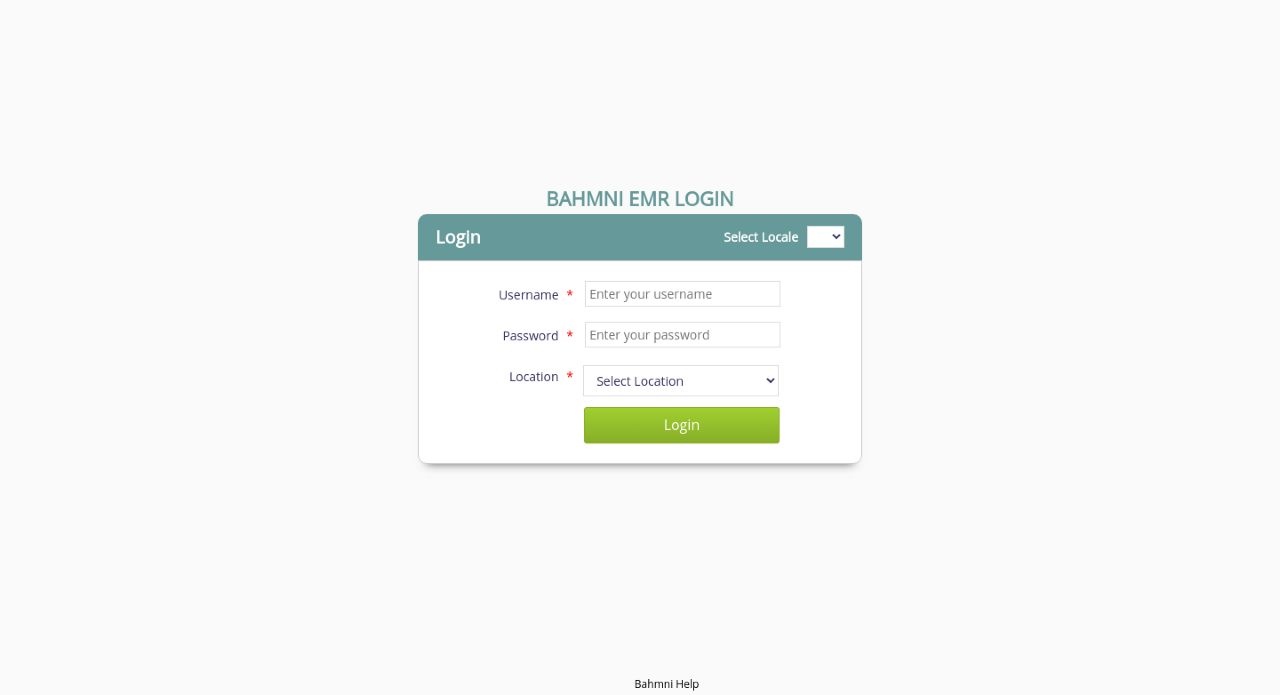 BAHMNI EMR LOGIN
Login Select Locale
Username * Enter your username
Password * Enter your password
Location * Select Location
Login
Bahmni Help